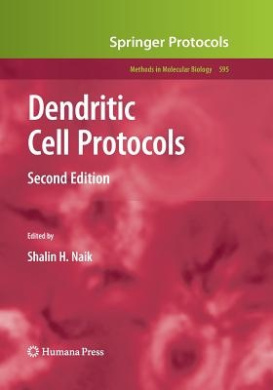 Springer Protocols
Methods in Molecular Biology 595
Dendritic
Cell Protocols
Second Edition
Edited by
Shalin H. Naik
Humana Press